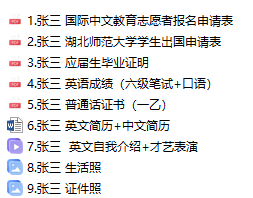 1.张三 国际中文教育志愿者报名申请表
2.张三 湖北师范大学学生出国申请表
3.张三 应届生毕业证明
4.张三 英语成绩（六级笔试+口语）
5.张三 普通话证书（一乙）
6.张三 英文简历+中文简历
7.张三  英文自我介绍+才艺表演
8.张三 生活照
9.张三 证件照